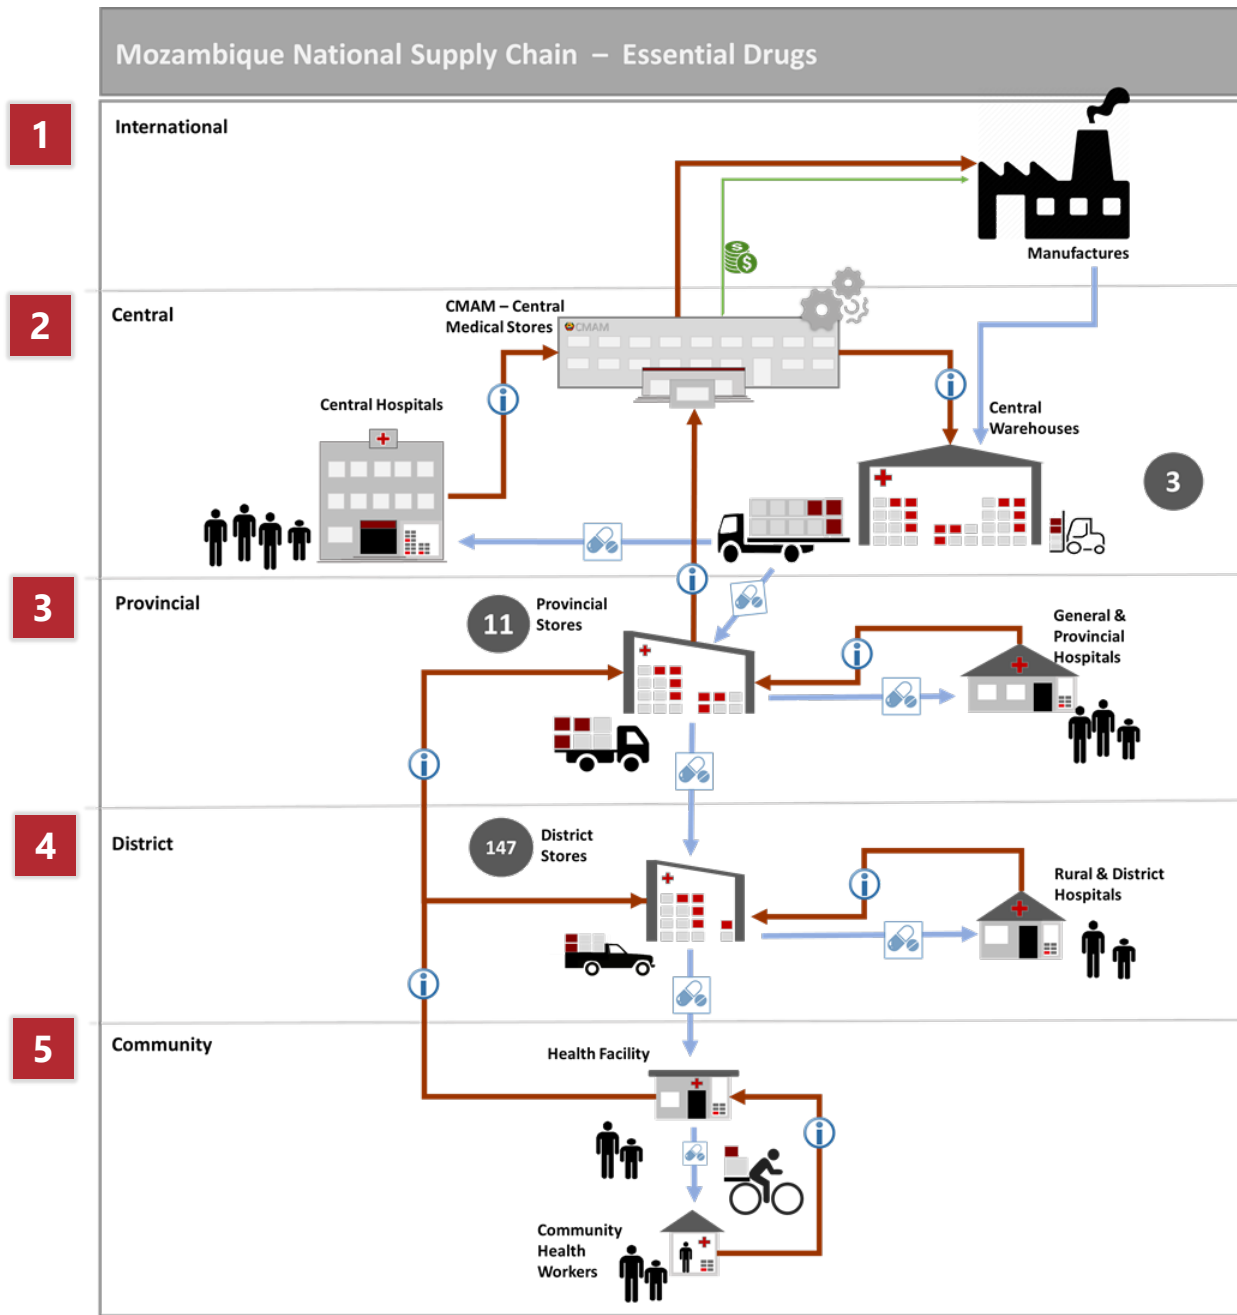 Mozambique National Supply Chain – Essential Drugs
1
International
Manufactures
2
Central
CMAM – Central
Medical Stores
CMAM
Central Hospitals
Central
Warehouses
3
3
Provincial
11
Provincial
Stores
General &
Provincial
Hospitals
4
District
147
District
Stores
Rural & District
Hospitals
5
Community
Health Facility
Community
Health
Workers